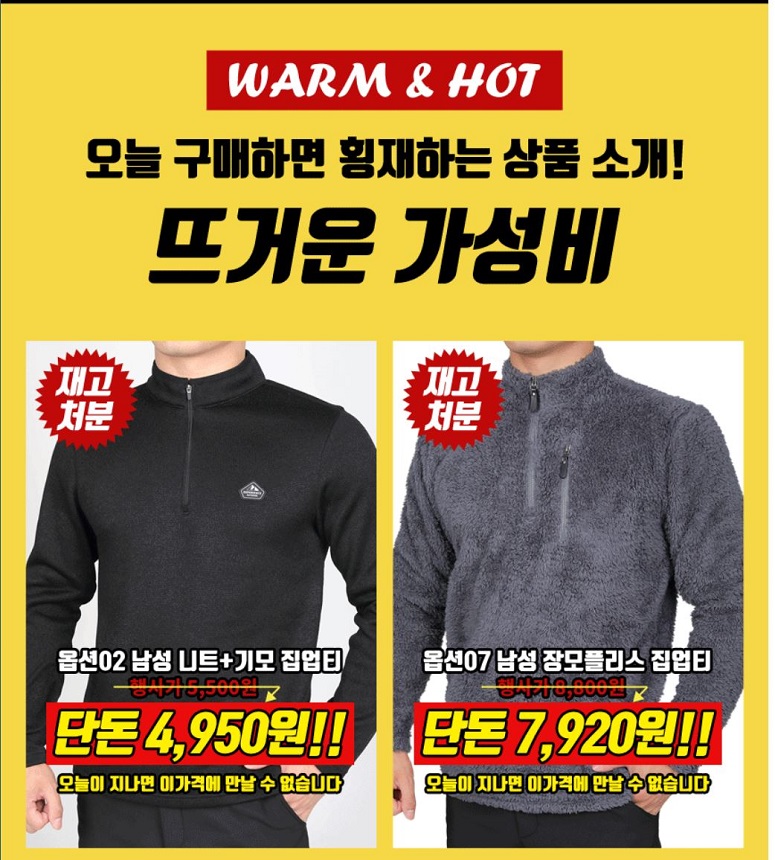 WARM & HOT
오늘 구매하면 횡재하는 상품 소개!
뜨거운 가성비
재고
처분
옵션02 남성 니트+기모 집업티
행사가 5,500원
단돈 4,950원!!
오늘이 지나면 이가격에 만날 수 없습니다
재고
처분
옵션07 남성 장모플리스 집업티
행사가 8,800원
단돈 7,920원!!
오늘이 지나면 이가격에 만날 수 없습니다